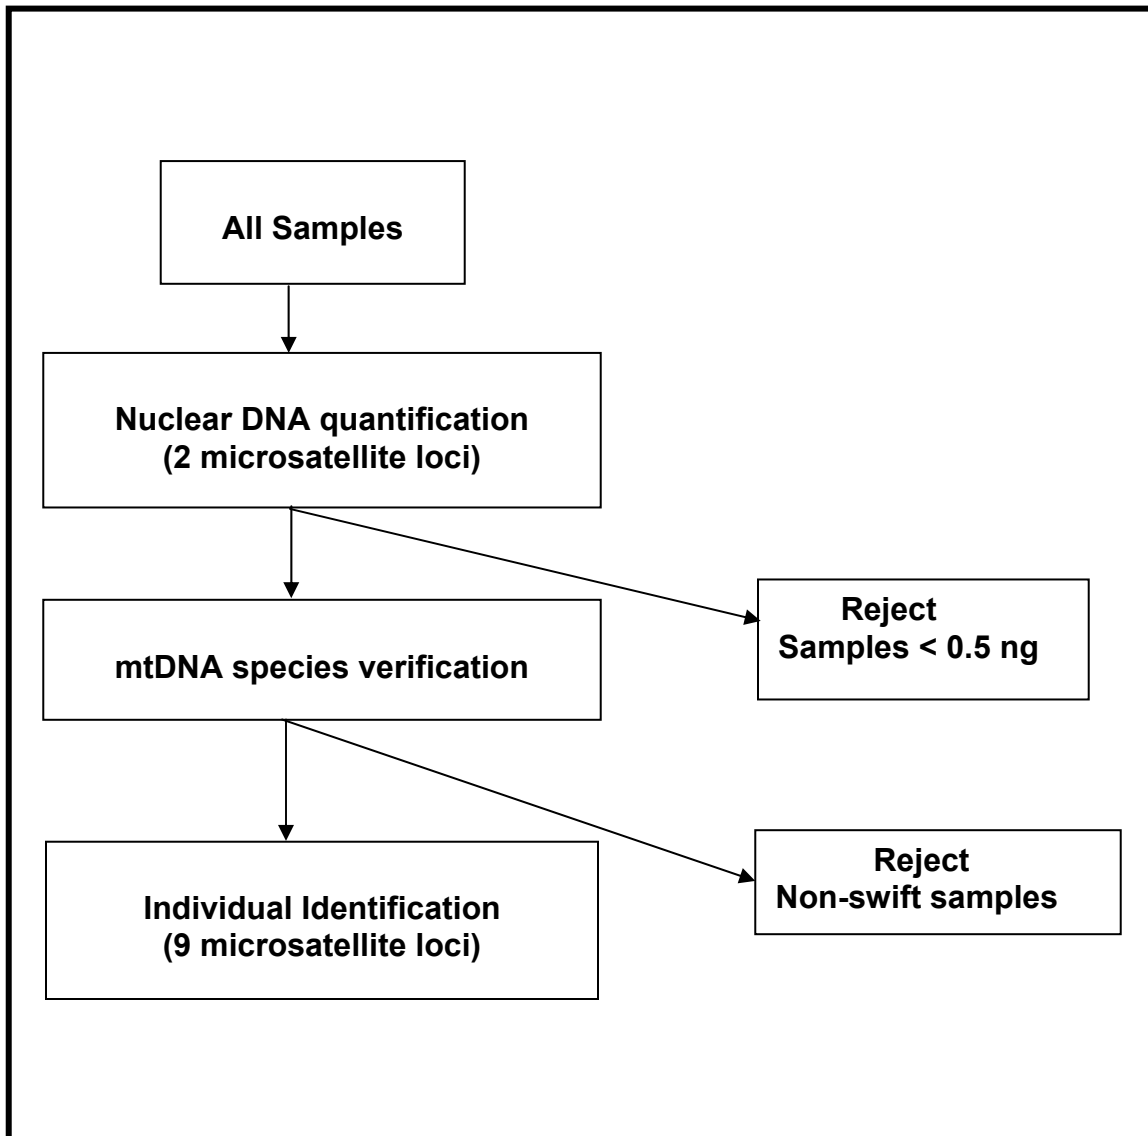 All Samples
Nuclear DNA quantification
(2 microsatellite loci)
Reject
Samples < 0.5 ng
mtDNA species verification
Reject
Non-swift samples
Individual Identification
(9 microsatellite loci)